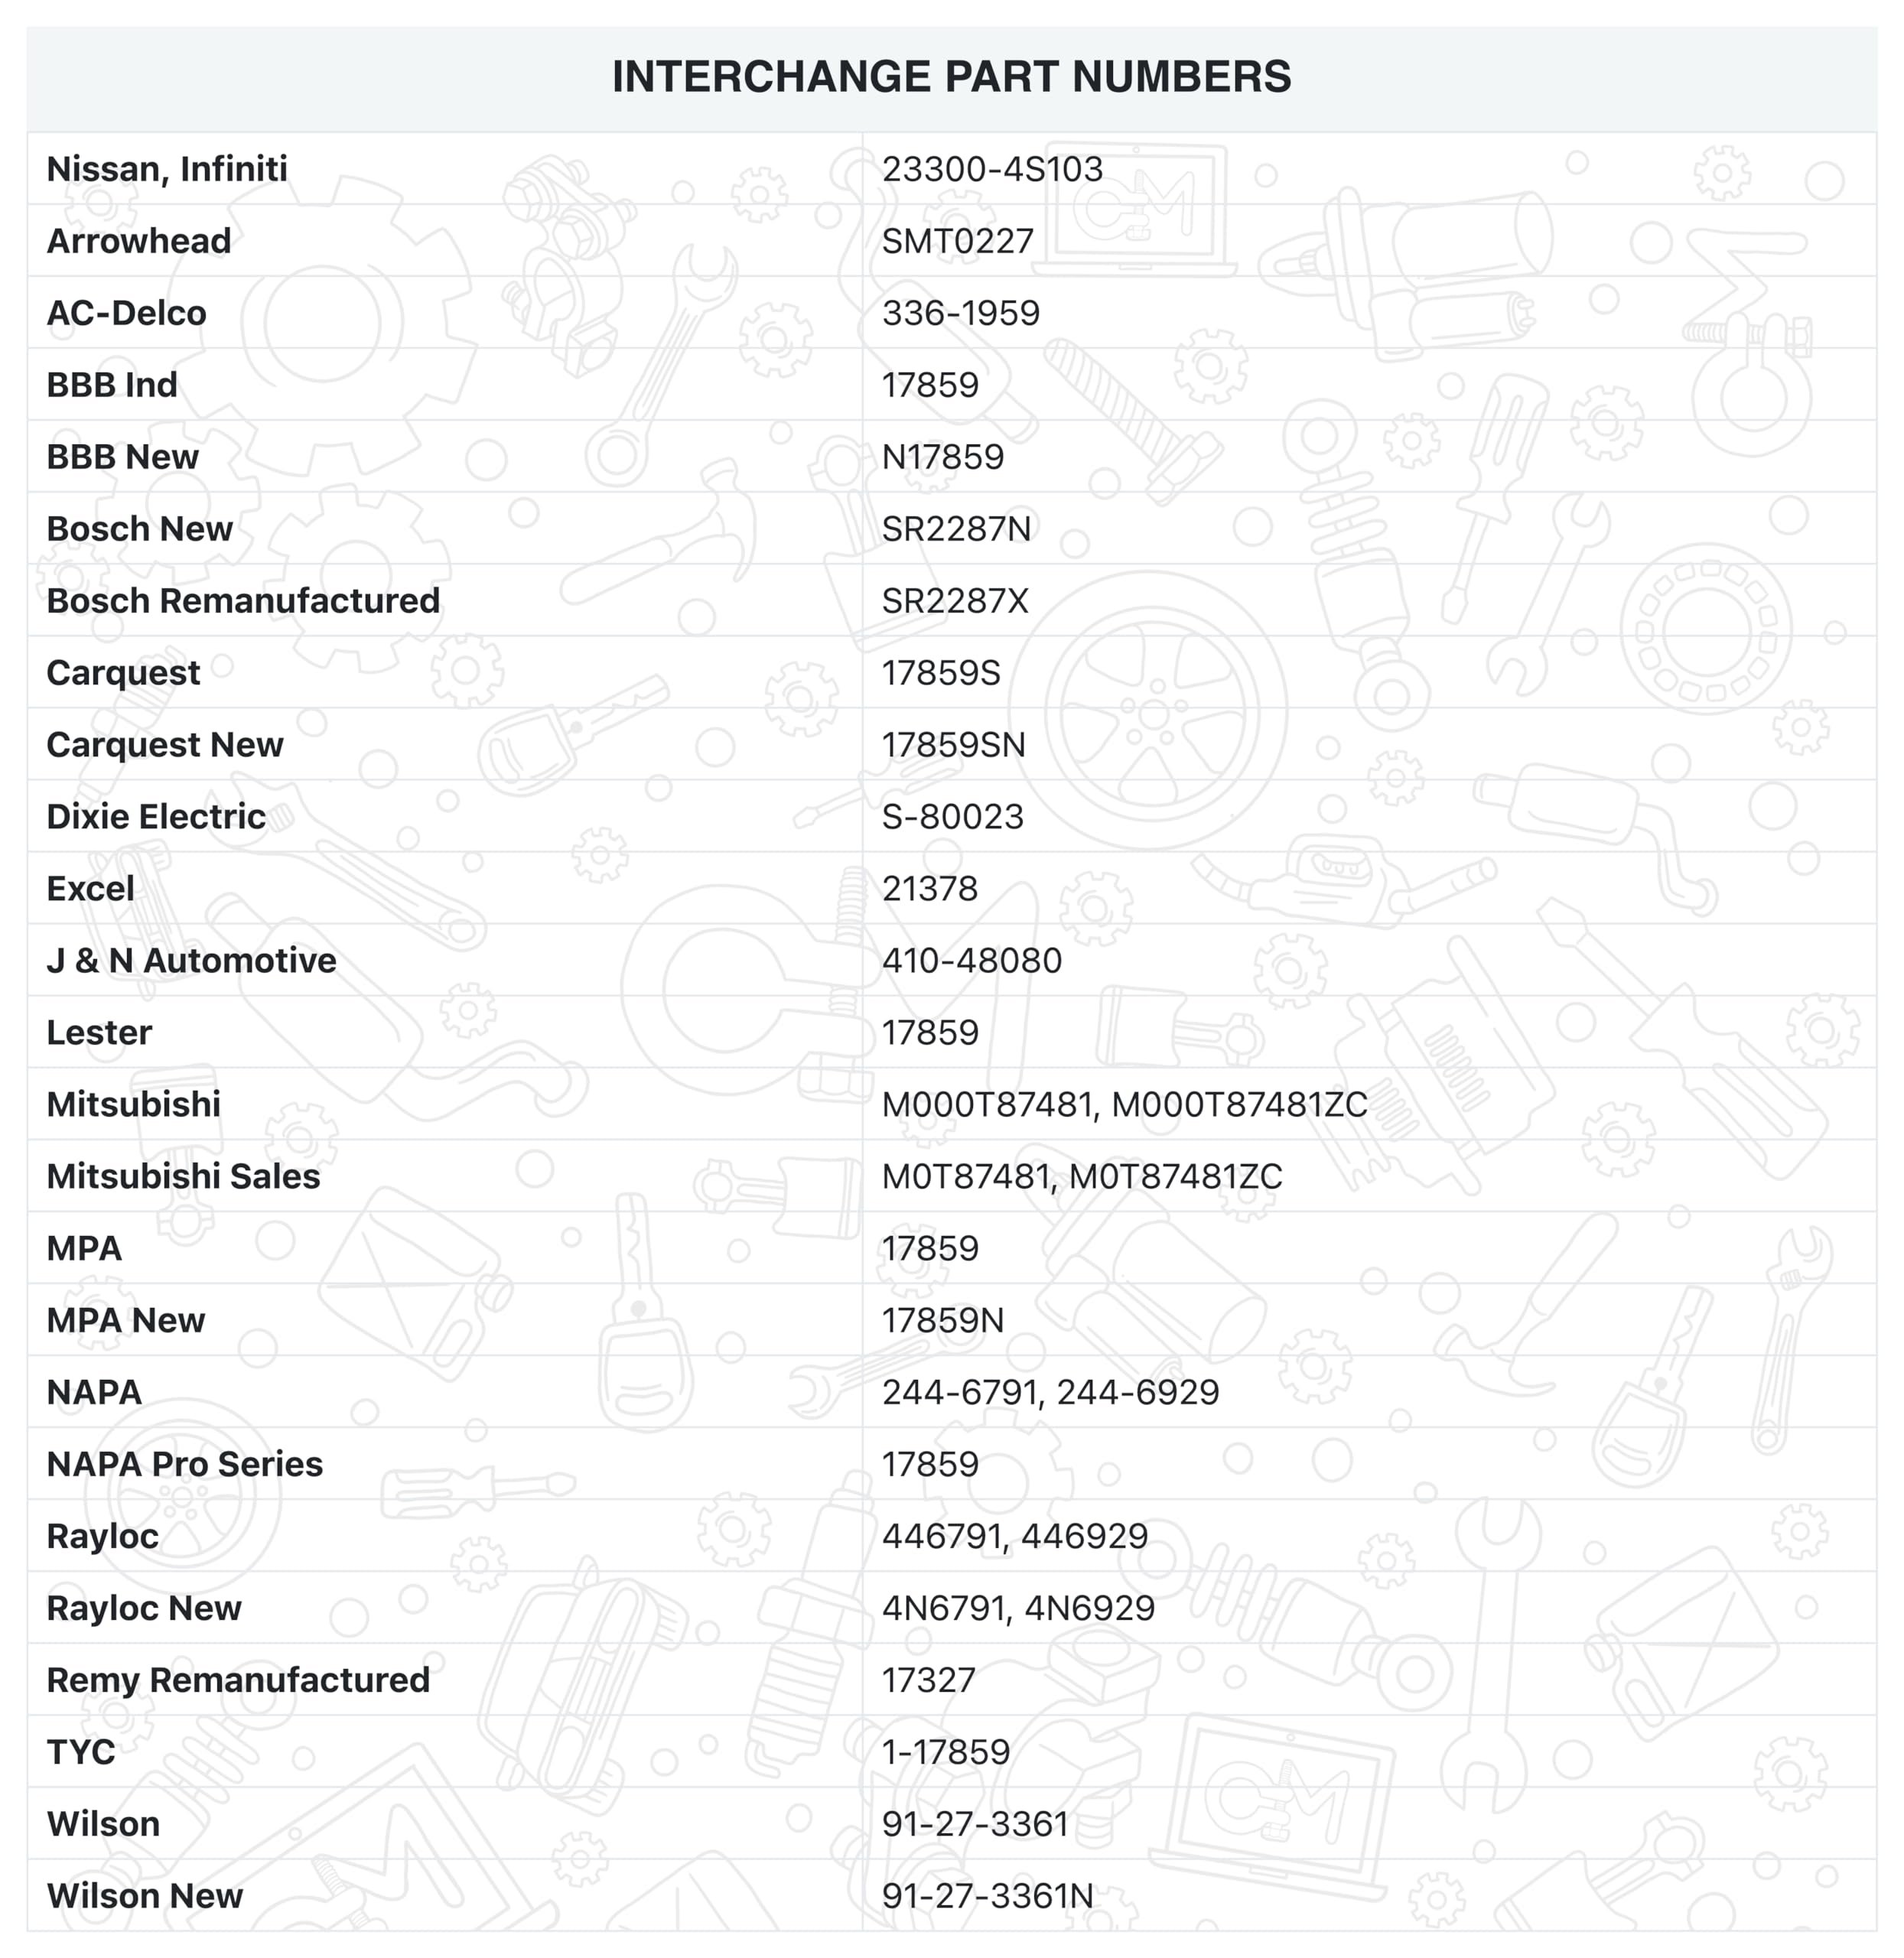 INTERCHANGE PART NUMBERS
Nissan, Infiniti 23300-4S103
Arrowhead SMT0227
AC-Delco 336-1959
BBB Ind 17859
BBB New N17859
Bosch New SR2287N
Bosch Remanufactured SR2287X
Carquest 17859S
Carquest New 17859SN
Dixie Electric S-80023
Excel 21378
J & N Automotive 410-48080
Lester 17859
Mitsubishi M000T87481, M000T87481ZC
Mitsubishi Sales M0T87481, M0T87481ZC
MPA 17859
MPA New 17859N
NAPA 244-6791, 244-6929
NAPA Pro Series 17859
Rayloc 446791, 446929
Rayloc New 4N6791, 4N6929
Remy Remanufactured 17327
TYC 1-17859
Wilson 91-27-3361
Wilson New 91-27-3361N